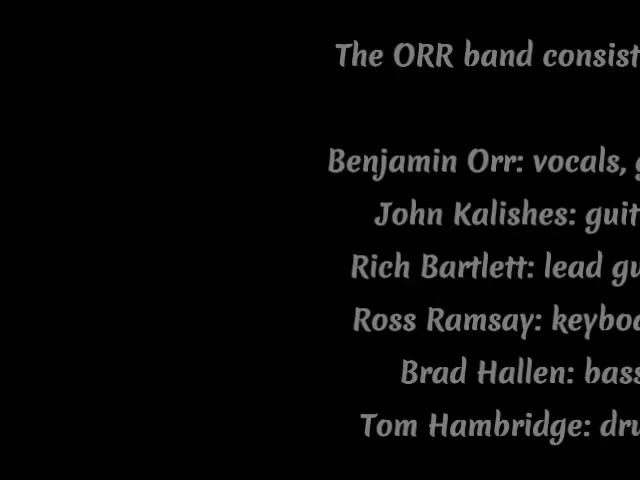 The ORR band consist
Benjamin Orr: vocals, g
John Kalishes: guit
Rich Bartlett: lead gu
Ross Ramsay: keyboa
Brad Hallen: bass
Tom Hambridge: dru